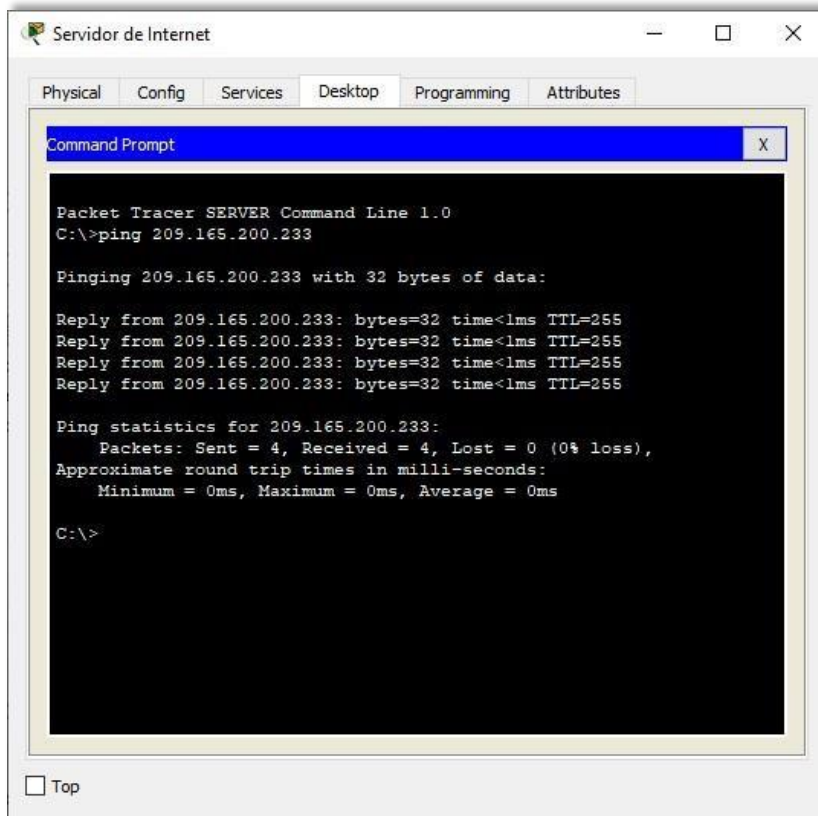 Servidor de Internet
Physical Config Services Desktop Programming Attributes
Command Prompt X
Packet Tracer SERVER Command Line 1.0
C:\>ping 209.165.200.233
Pinging 209.165.200.233 with 32 bytes of data:
Reply from 209.165.200.233: bytes=32 time<1ms TTL=255
Reply from 209.165.200.233: bytes=32 time<1ms TTL=255
Reply from 209.165.200.233: bytes=32 time<1ms TTL=255
Reply from 209.165.200.233: bytes=32 time<1ms TTL=255
Ping statistics for 209.165.200.233:
Packets: Sent = 4, Received = 4, Lost = 0 (0% loss),
Approximate round trip times in milli-seconds:
Minimum = 0ms, Maximum = 0ms, Average = 0ms
C:\>
Top